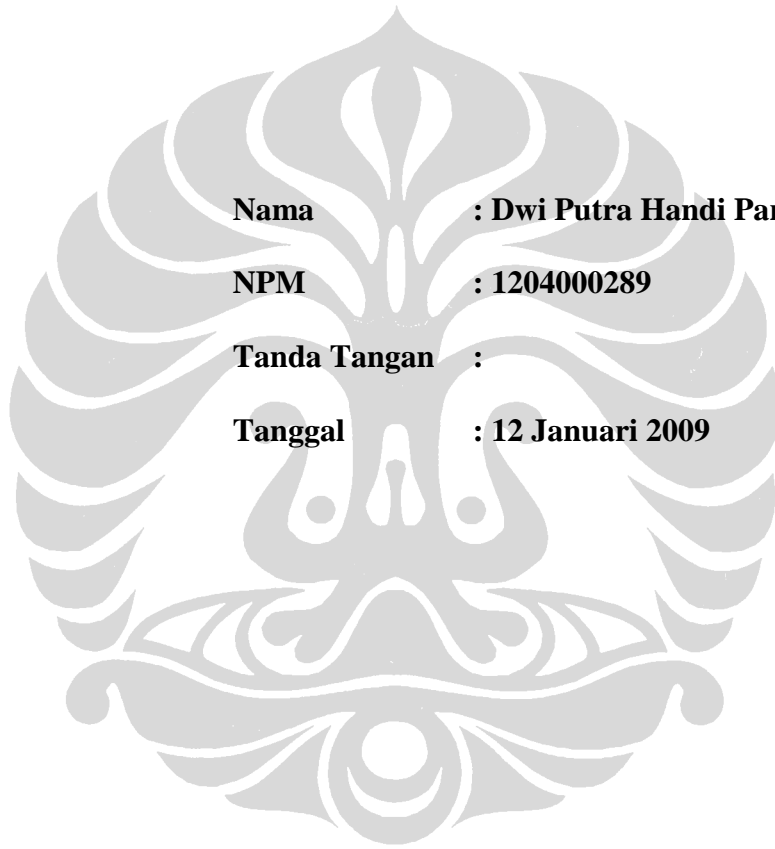 Nama : Dwi Putra Handi
NPM : 1204000289
Tanda Tangan :
Tanggal : 12 Januari 2009